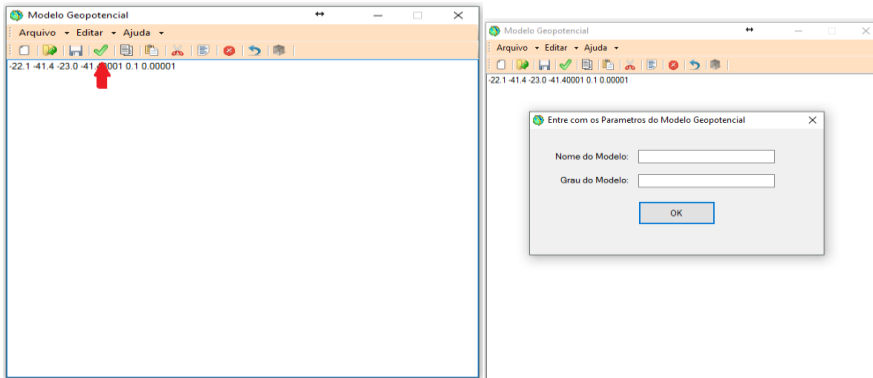 Modelo Geopotencial
Arquivo Editar Ajuda
-22.1 -41.4 -23.0 -41.40001 0.1 0.00001
Modelo Geopotencial
Arquivo Editar Ajuda
-22.1 -41.4 -23.0 -41.40001 0.1 0.00001
Entre com os Parametros do Modelo Geopotencial
Nome do Modelo:
Grau do Modelo:
OK